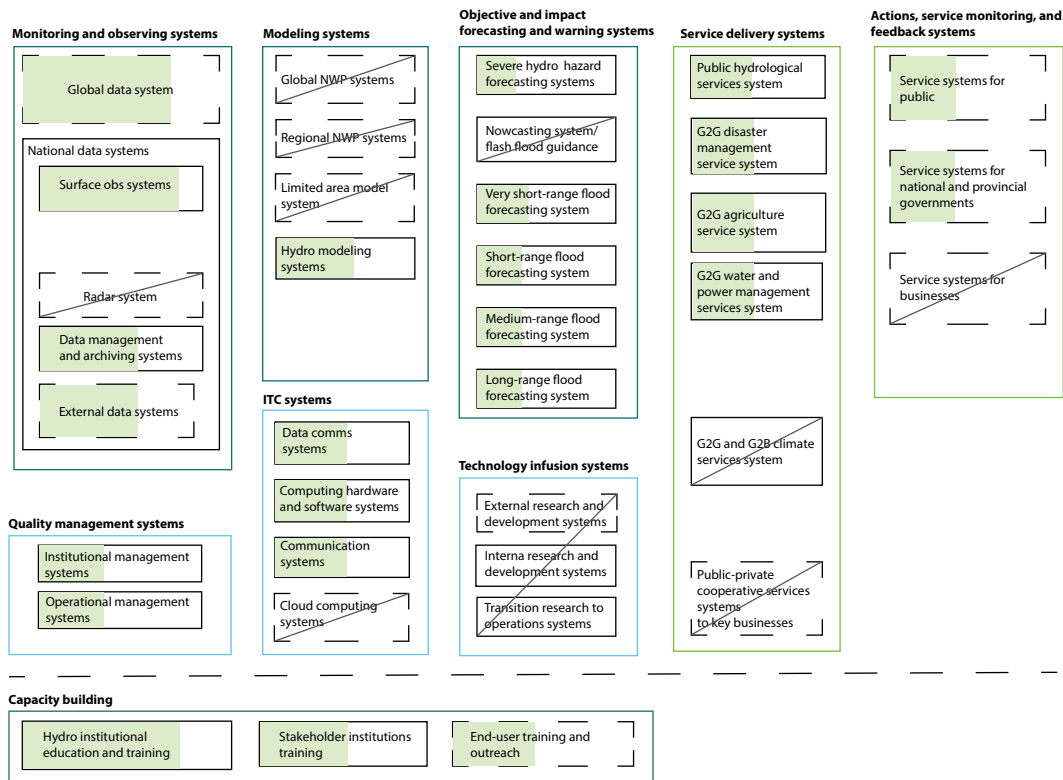 Monitoring and observing systems
Global data system
National data systems
Surface obs systems
Radar system
Data management
and archiving systems
External data systems
Quality management systems
Institutional management
systems
Operational management
systems
Modeling systems
Global NWP systems
Regional NWP systems
Limited area model
system
Hydro modeling
systems
ITC systems
Data comms
systems
Computing hardware
and software systems
Communication
systems
Cloud computing
systems
Objective and impact
forecasting and warning systems
Severe hydro hazard
forecasting systems
Nowcasting system/
flash flood guidance
Very short-range flood
forecasting system
Short-range flood
forecasting system
Medium-range flood
forecasting system
Long-range flood
forecasting system
Technology infusion systems
External research and
development systems
Interna research and
development systems
Transition research to
operations systems
Service delivery systems
Public hydrological
services system
G2G disaster
management
service system
G2G agriculture
service system
G2G water and
power management
services system
G2G and G2B climate
services system
Public-private
cooperative services
systems
to key businesses
Actions, service monitoring, and
feedback systems
Service systems for
public
Service systems for
national and provincial
governments
Service systems for
businesses
Capacity building
Hydro institutional
education and training
Stakeholder institutions
training
End-user training and
outreach